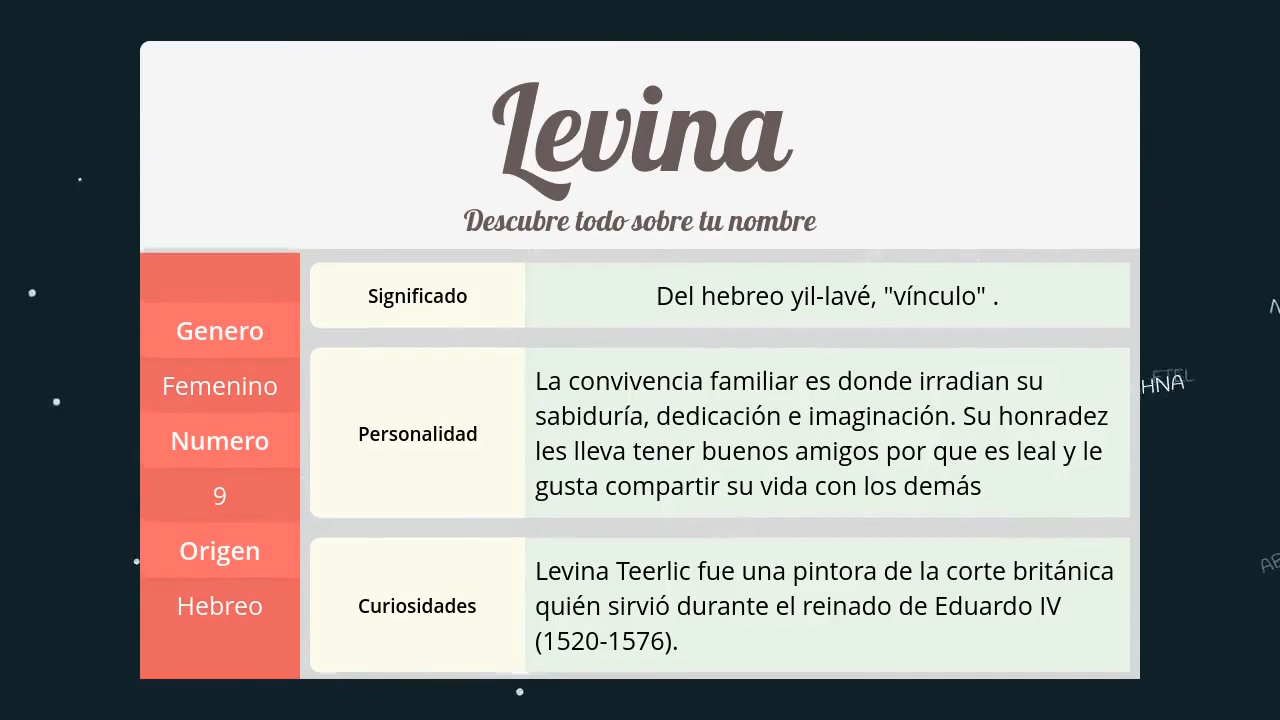 Levina
Descubre todo sobre tu nombre
Genero
Femenino
Numero
9
Origen
Hebreo
Significado
Del hebreo yil-lavé, "vínculo" .
Personalidad
La convivencia familiar es donde irradian su
sabiduría, dedicación e imaginación. Su honradez
les lleva tener buenos amigos por que es leal y le
gusta compartir su vida con los demás
Curiosidades
Levina Teerlic fue una pintora de la corte británica
quién sirvió durante el reinado de Eduardo IV
(1520-1576).
HNA